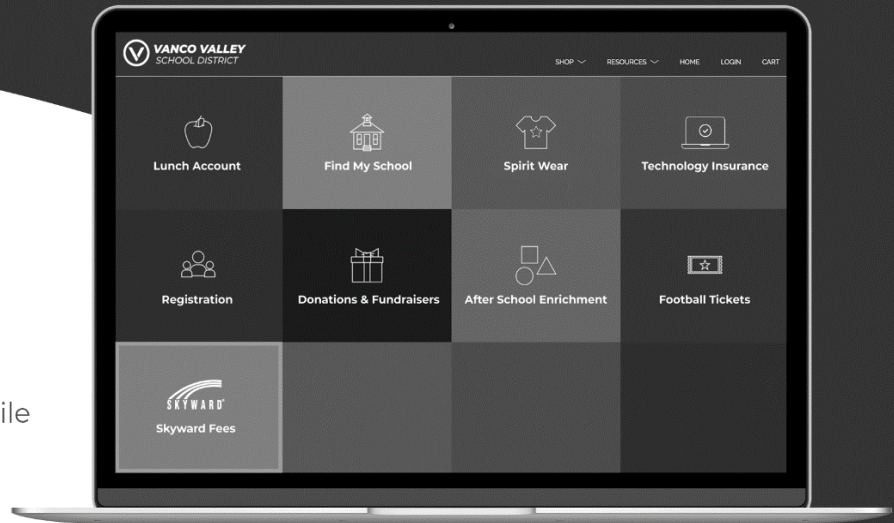 VANCO VALLEY
SCHOOL DISTRICT
SHOP RESOURCES HOME LOGIN CART
Lunch Account
Find My School
Spirit Wear
Technology Insurance
Registration
Donations & Fundraisers
After School Enrichment
Football Tickets
ile
SKYWARD®
Skyward Fees